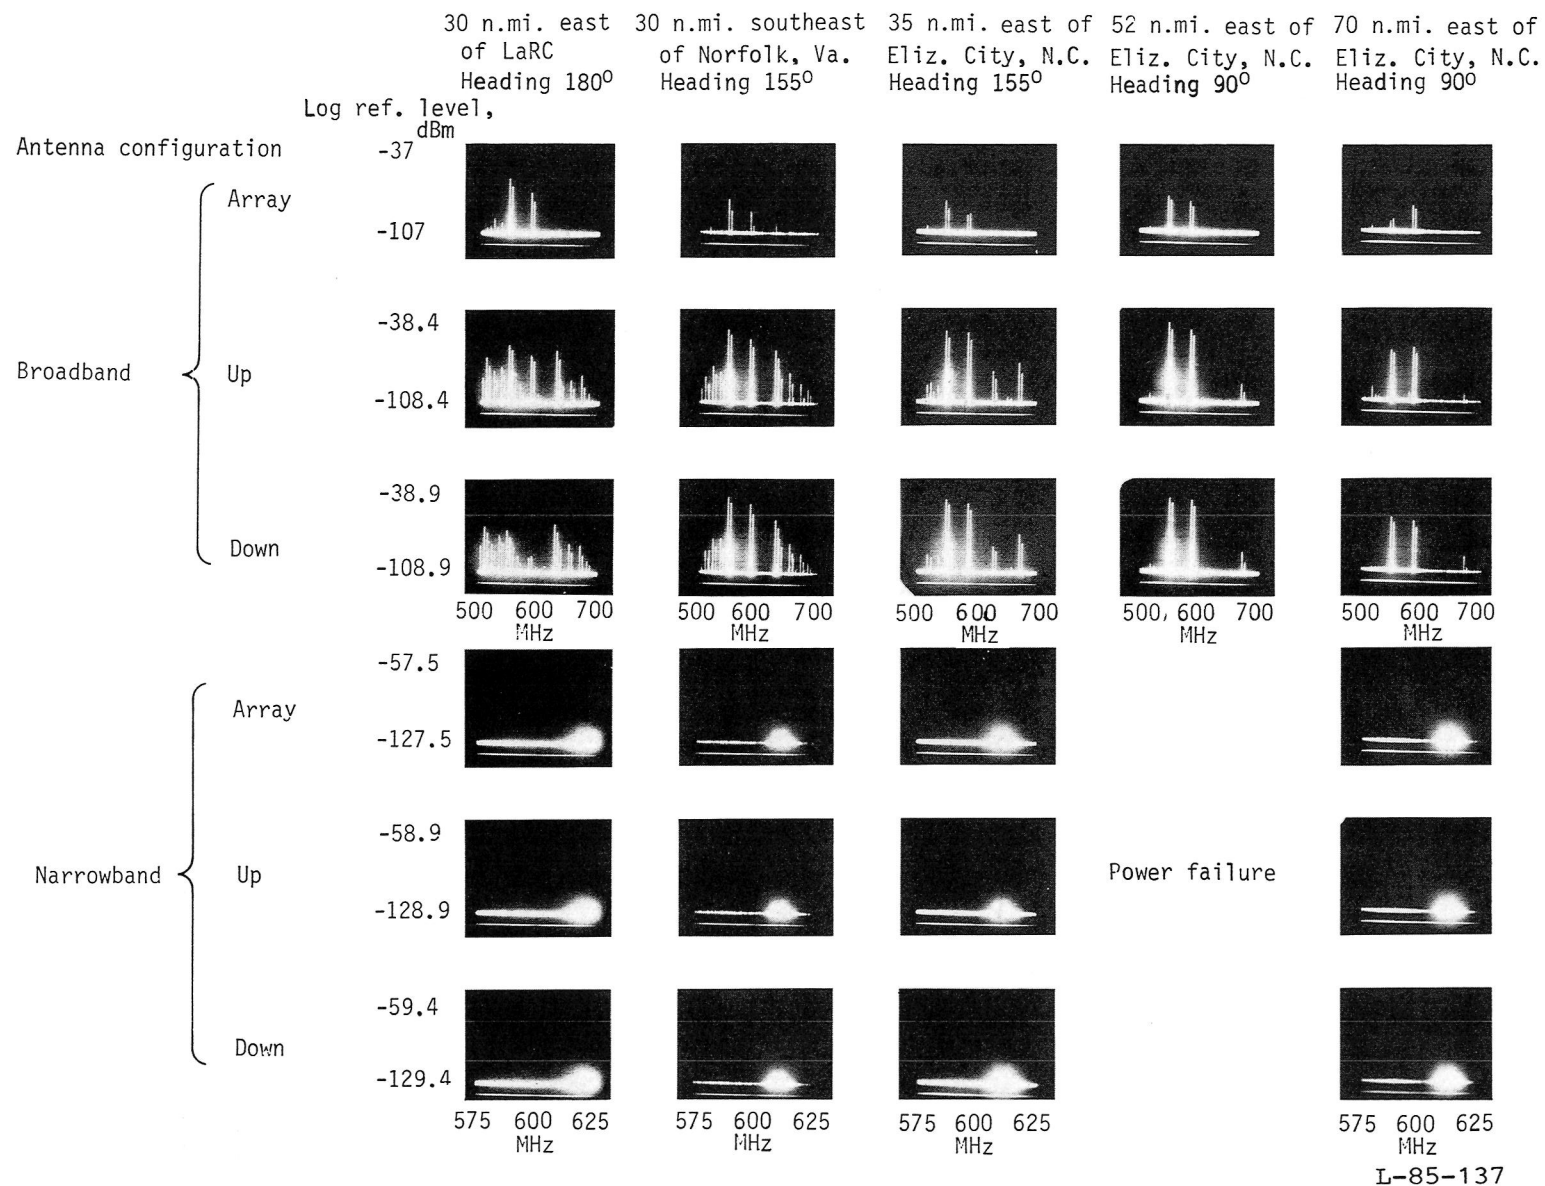 30 n.mi. east of LaRC Heading 180°
30 n.mi. southeast of Norfolk, Va. Heading 155°
35 n.mi. east of Eliz. City, N.C. Heading 155°
52 n.mi. east of Eliz. City, N.C. Heading 90°
70 n.mi. east of Eliz. City, N.C. Heading 90°
Log ref. level, dBm
Antenna configuration
-37
Array
-107
-38.4
Broadband
Up
-108.4
-38.9
Down
-108.9
500 600 700 500 600 700 500 600 700 500, 600 700 500 600 700
MHz MHz MHz MHz MHz
-57.5
Array
-127.5
-58.9
Narrowband
Up
Power failure
-128.9
-59.4
Down
-129.4
575 600 625 575 600 625 575 600 625 575 600 625
MHz MHz MHz MHz
L-85-137